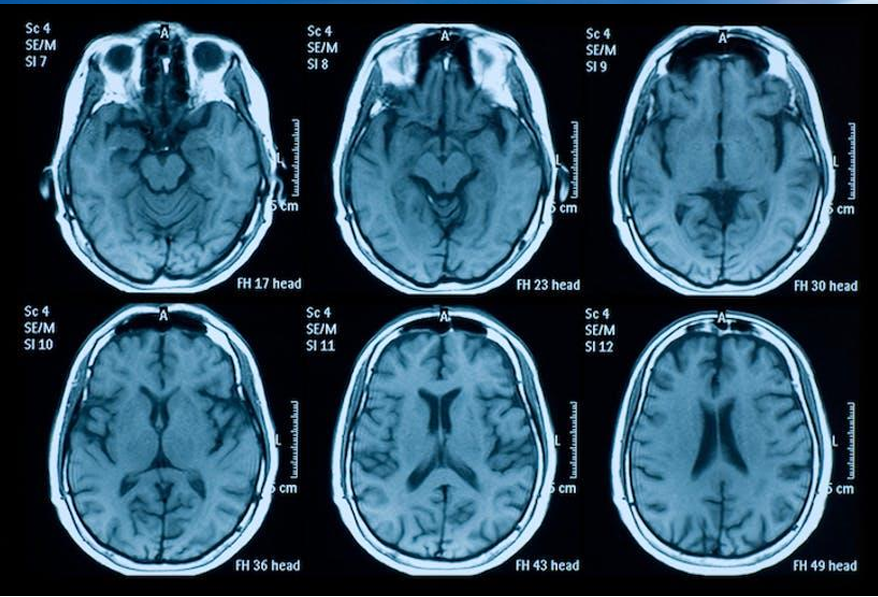 Sc 4
SE/M
SI 7
A
L
5 cm
FH 17 head
Sc 4
SE/M
SI 8
A
L
5 cm
FH 23 head
Sc 4
SE/M
SI 9
A
L
5 cm
FH 30 head
Sc 4
SE/M
SI 10
A
L
5 cm
FH 36 head
Sc 4
SE/M
SI 11
A
L
5 cm
FH 43 head
Sc 4
SE/M
SI 12
A
L
5 cm
FH 49 head